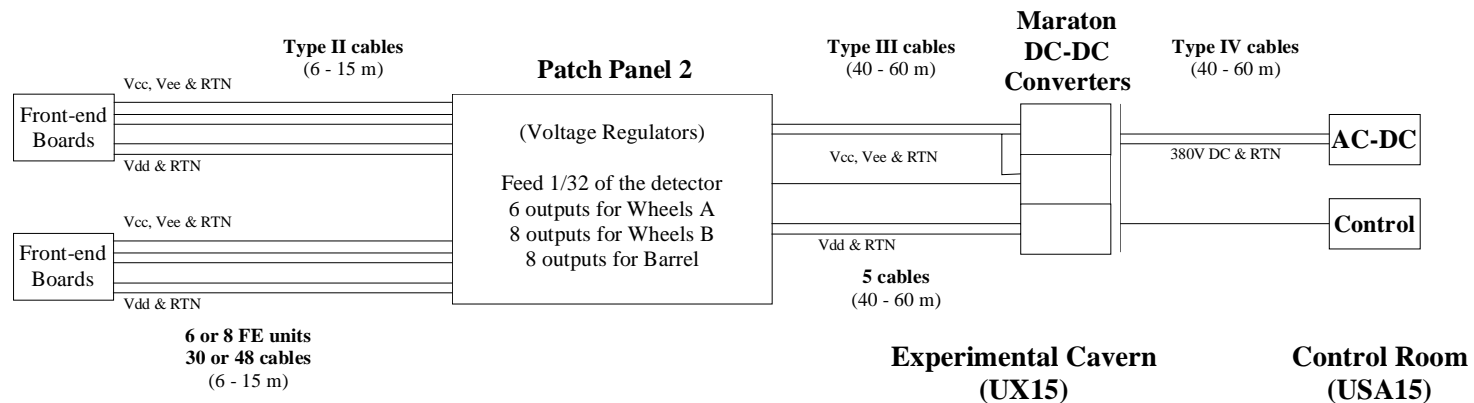 Type II cables
(6 - 15 m)
Patch Panel 2
Type III cables
(40 - 60 m)
Maraton
DC-DC
Converters
Type IV cables
(40 - 60 m)
Vcc, Vee & RTN
Front-end
Boards
Vdd & RTN
(Voltage Regulators)
Feed 1/32 of the detector
6 outputs for Wheels A
8 outputs for Wheels B
8 outputs for Barrel
Vcc, Vee & RTN
380V DC & RTN
AC-DC
Vcc, Vee & RTN
Front-end
Boards
Vdd & RTN
Vdd & RTN
Control
5 cables
(40 - 60 m)
6 or 8 FE units
30 or 48 cables
(6 - 15 m)
Experimental Cavern
(UX15)
Control Room
(USA15)